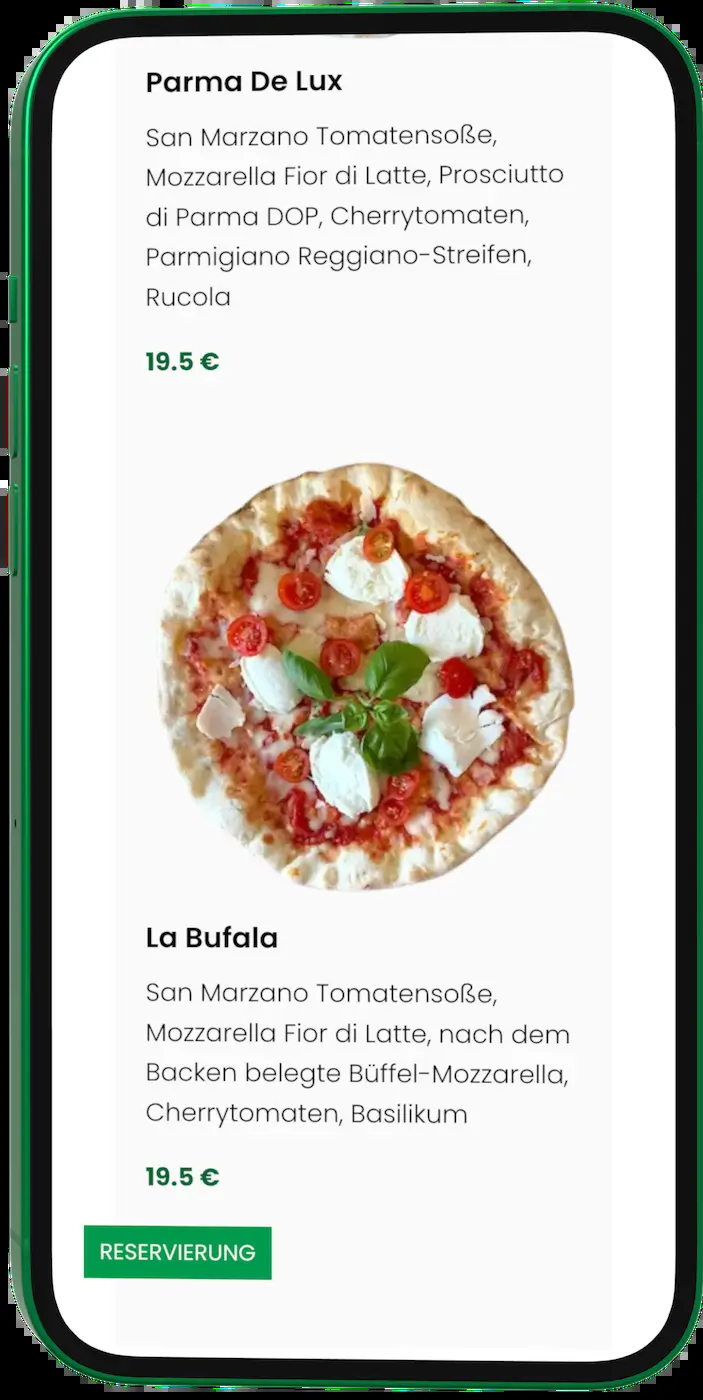 Parma De Lux
San Marzano Tomatensoße,
Mozzarella Fior di Latte, Prosciutto
di Parma DOP, Cherrytomaten,
Parmigiano Reggiano-Streifen,
Rucola
19.5 €
La Bufala
San Marzano Tomatensoße,
Mozzarella Fior di Latte, nach dem
Backen belegte Büffel-Mozzarella,
Cherrytomaten, Basilikum
19.5 €
RESERVIERUNG